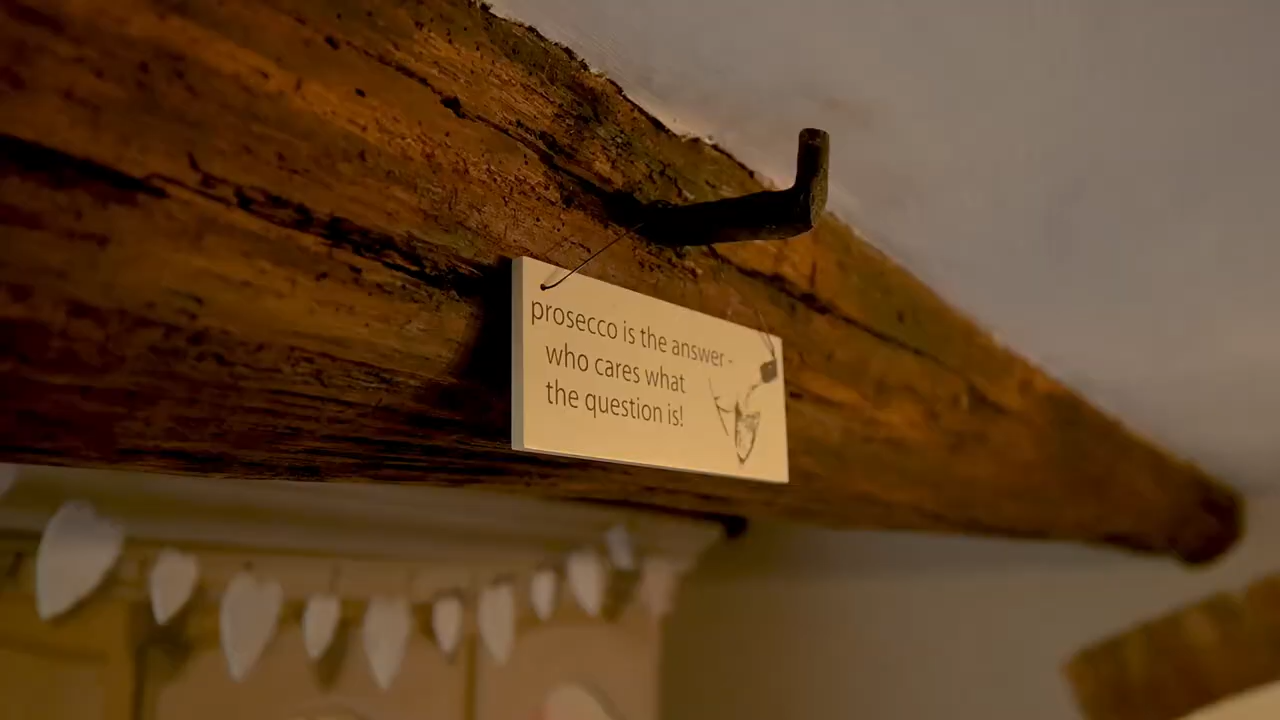 prosecco is the answer -
who cares what
the question is!